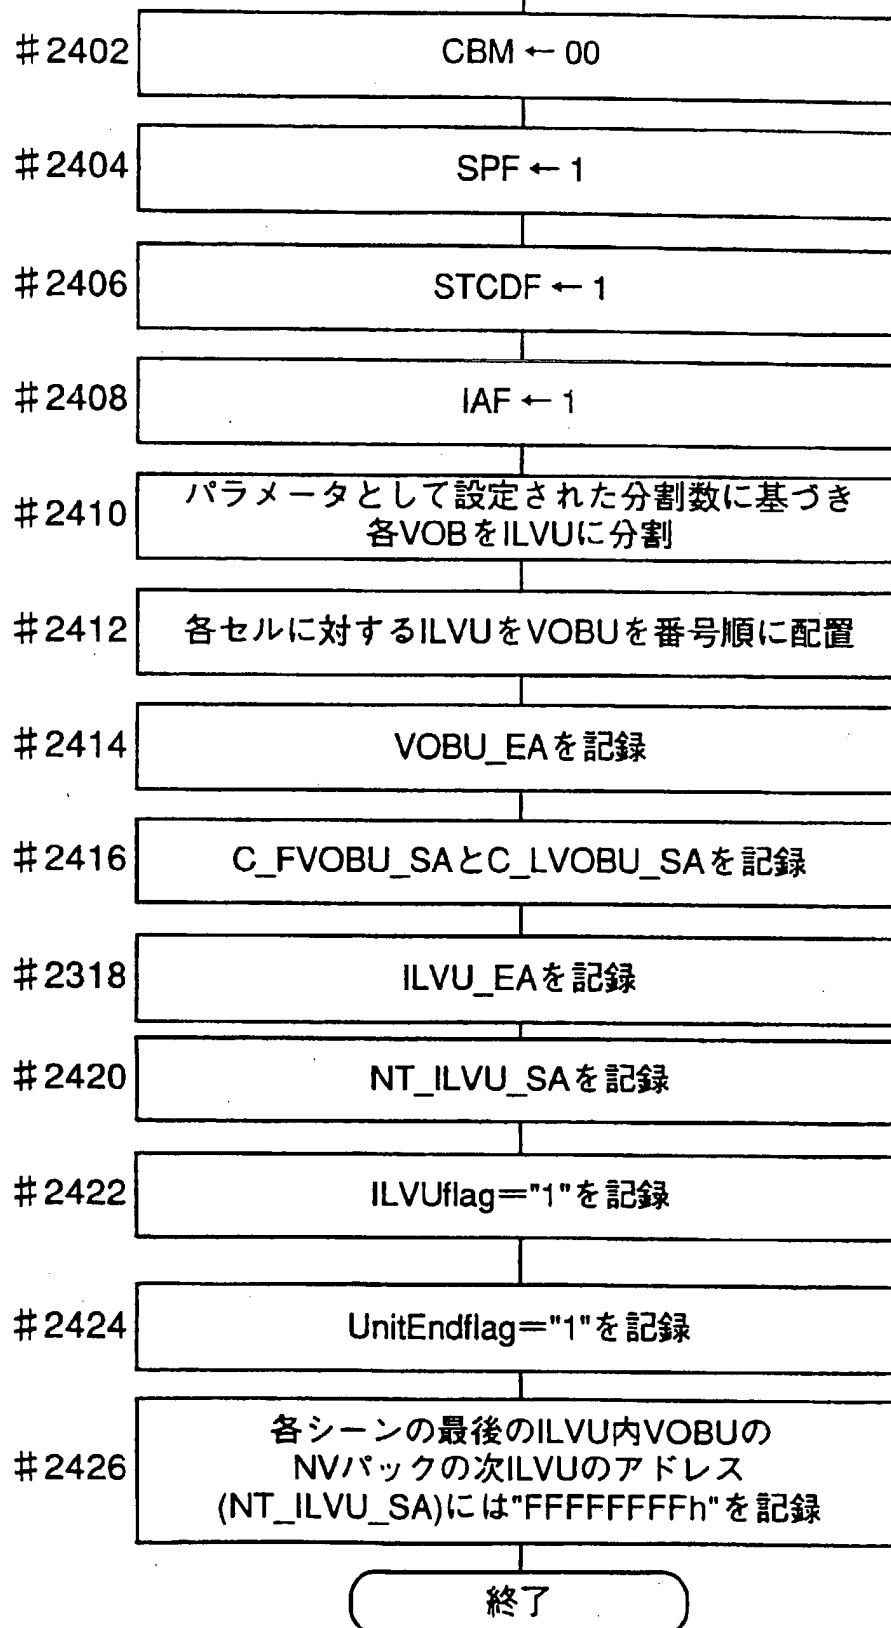 #2402 CBM ← 00
#2404 SPF ← 1
#2406 STCDF ← 1
#2408 IAF ← 1
#2410 パラメータとして設定された分割数に基づき
各VOBをILVUに分割
#2412 各セルに対するILVUをVOBUを番号順に配置
#2414 VOBU_EAを記録
#2416 C_FVOBU_SAとC_LVOBU_SAを記録
#2318 ILVU_EAを記録
#2420 NT_ILVU_SAを記録
#2422 ILVUflag="1"を記録
#2424 UnitEndflag="1"を記録
#2426 各シーンの最後のILVU内VOBUの
NVパックの次ILVUのアドレス
(NT_ILVU_SA)には"FFFFFFFFh"を記録
終了